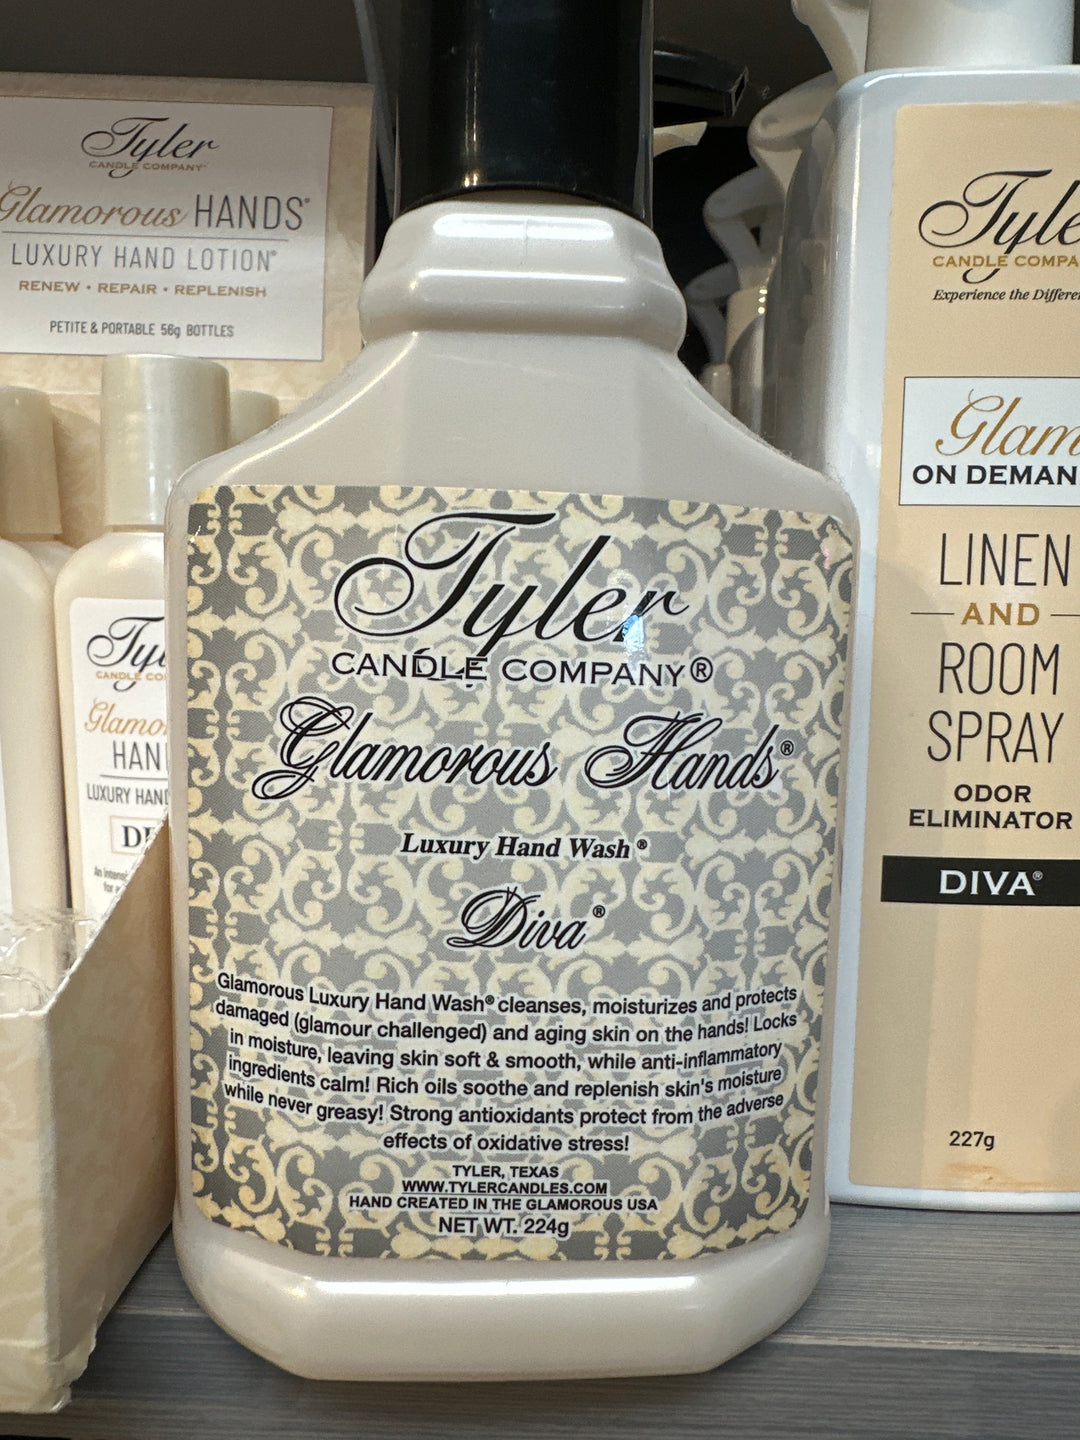 Tyler
CANDLE COMPANY
Glamorous HANDS®
LUXURY HAND LOTION®
RENEW • REPAIR • REPLENISH
PETITE & PORTABLE 56g BOTTLES
LUXURY
Tyler
CANDLE COMPANY®
Glamorous Hands®
Luxury Hand Wash®
Diva®
Glamorous Luxury Hand Wash® cleanses, moisturizes and protects
damaged (glamour challenged) and aging skin on the hands! Locks
in moisture, leaving skin soft & smooth, while anti-inflammatory
ingredients calm! Rich oils soothe and replenish skin's moisture
while never greasy! Strong antioxidants protect from the adverse
effects of oxidative stress!
TYLER, TEXAS
WWW.TYLERCANDLES.COM
HAND CREATED IN THE GLAMOROUS USA
NET WT. 224g
Tyle
CANDLE COMPA
Experience the Differe
Glam
ON DEMAN
LINEN
AND
ROOM
SPRAY
ODOR
ELIMINATOR
DIVA®
227g